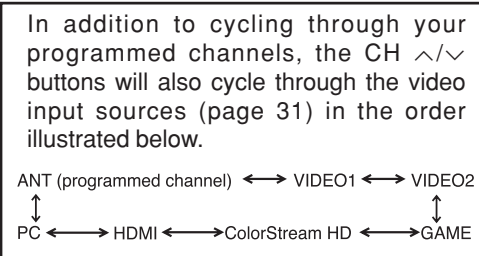 In addition to cycling through your
programmed channels, the CH ∧/∨
buttons will also cycle through the video
input sources (page 31) in the order
illustrated below.
ANT (programmed channel) ↔ VIDEO1 ↔ VIDEO2
↕ ↕
PC ↔ HDMI ↔ ColorStream HD ↔ GAME